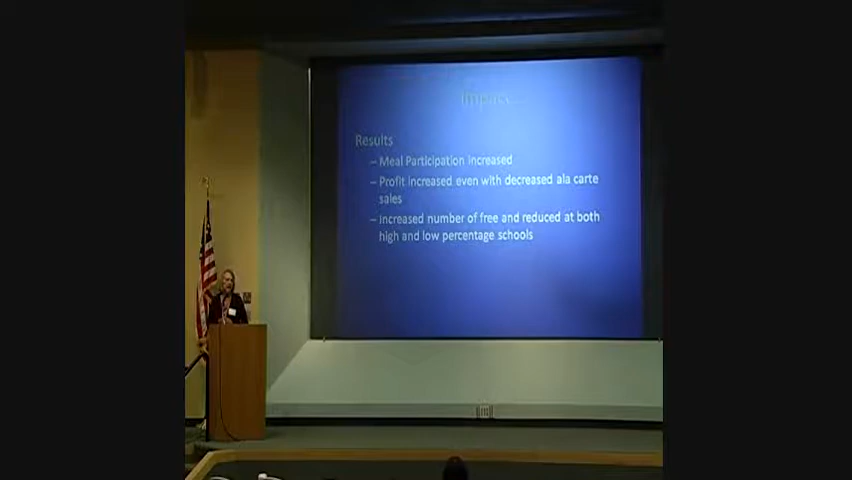 Impact...
Results
– Meal Participation increased
– Profit increased even with decreased ala carte
sales
– Increased number of free and reduced at both
high and low percentage schools